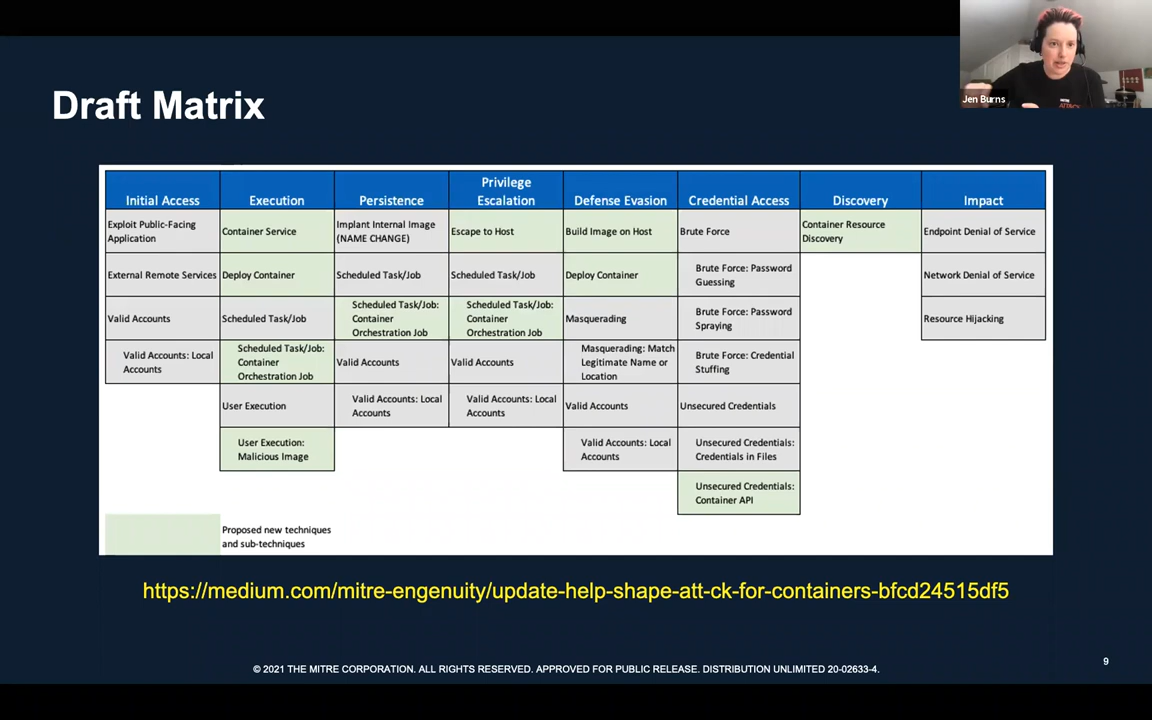 Jen Burns
Draft Matrix
Initial Access
Execution
Persistence
Privilege
Escalation
Defense Evasion
Credential Access
Discovery
Impact
Exploit Public-Facing
Application
Container Service
Implant Internal Image
(NAME CHANGE)
Escape to Host
Build Image on Host
Brute Force
Container Resource
Discovery
Endpoint Denial of Service
External Remote Services
Deploy Container
Scheduled Task/Job
Scheduled Task/Job
Deploy Container
Brute Force: Password
Guessing
Network Denial of Service
Valid Accounts
Scheduled Task/Job
Scheduled Task/Job:
Container
Orchestration Job
Scheduled Task/Job:
Container
Orchestration Job
Masquerading
Brute Force: Password
Spraying
Resource Hijacking
Valid Accounts: Local
Accounts
Scheduled Task/Job:
Container
Orchestration Job
Valid Accounts
Valid Accounts
Masquerading: Match
Legitimate Name or
Location
Brute Force: Credential
Stuffing
User Execution
Valid Accounts: Local
Accounts
Valid Accounts: Local
Accounts
Valid Accounts
Unsecured Credentials
User Execution:
Malicious Image
Valid Accounts: Local
Accounts
Unsecured Credentials:
Credentials in Files
Unsecured Credentials:
Container API
Proposed new techniques
and sub-techniques
https://medium.com/mitre-engenuity/update-help-shape-att-ck-for-containers-bfcd24515df5
© 2021 THE MITRE CORPORATION. ALL RIGHTS RESERVED. APPROVED FOR PUBLIC RELEASE. DISTRIBUTION UNLIMITED 20-02633-4.
9